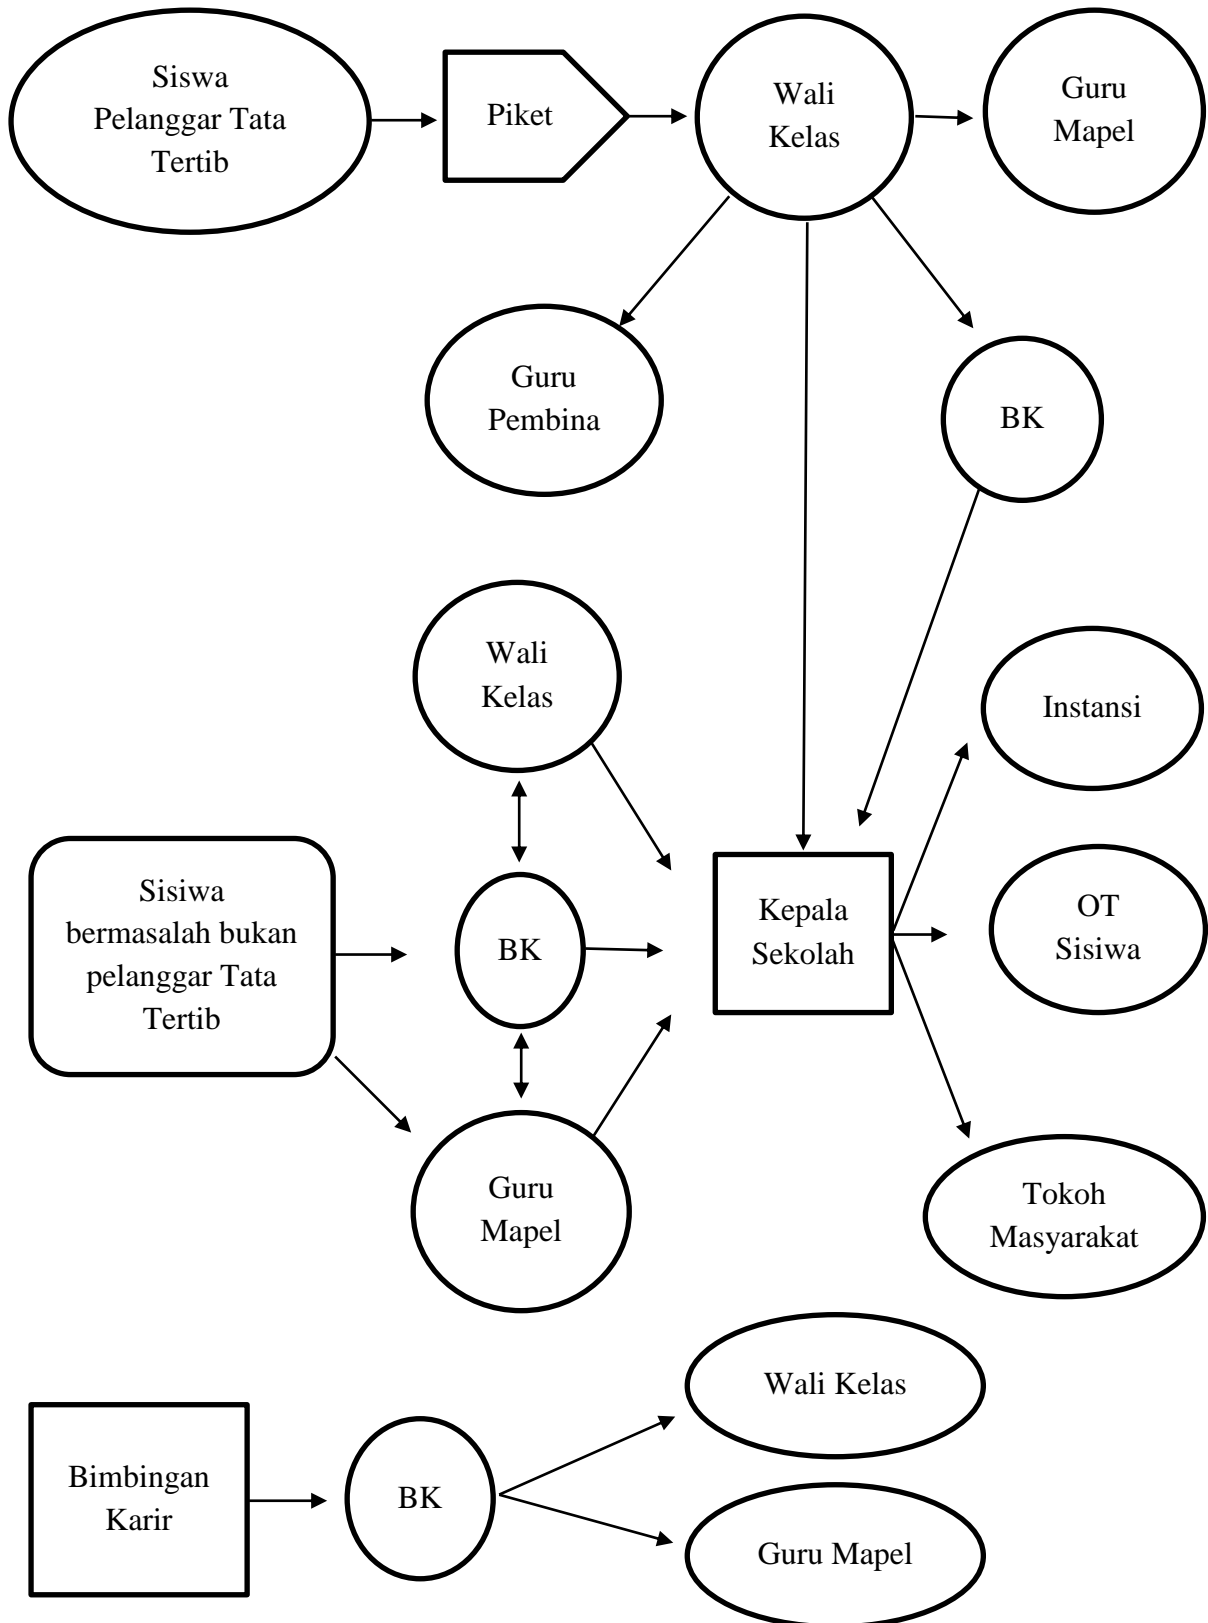 Siswa
Pelanggar Tata
Tertib
Piket
Wali
Kelas
Guru
Mapel
Guru
Pembina
BK
Wali
Kelas
Instansi
Sisiwa
bermasalah bukan
pelanggar Tata
Tertib
BK
Kepala
Sekolah
OT
Sisiwa
Guru
Mapel
Tokoh
Masyarakat
Wali Kelas
Bimbingan
Karir
BK
Guru Mapel